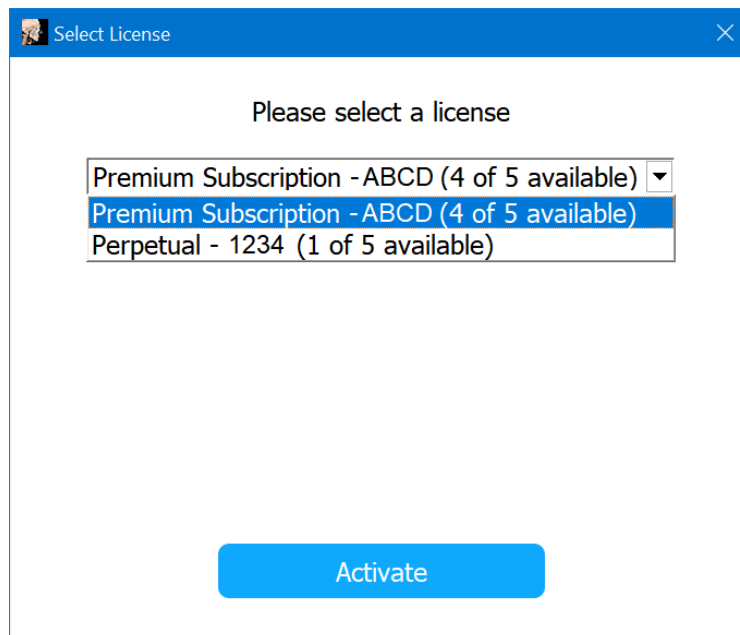 Select License
Please select a license
Premium Subscription - ABCD (4 of 5 available)
Premium Subscription - ABCD (4 of 5 available)
Perpetual - 1234 (1 of 5 available)
Activate